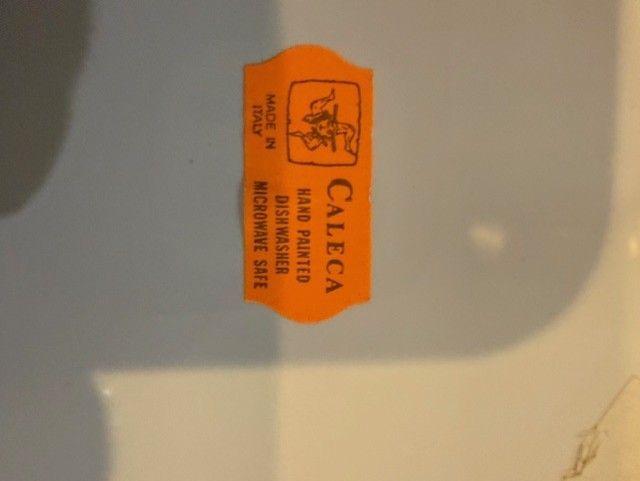 CALECA
HAND PAINTED
DISHWASHER
MICROWAVE SAFE
MADE IN
ITALY